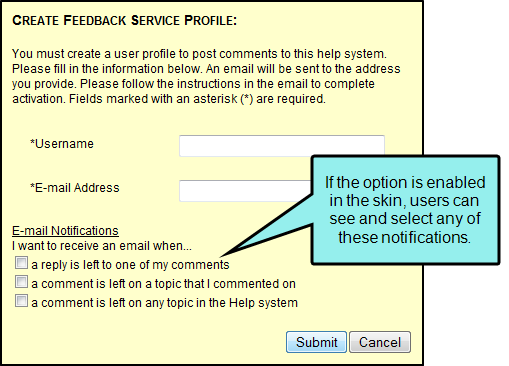 CREATE FEEDBACK SERVICE PROFILE:
You must create a user profile to post comments to this help system.
Please fill in the information below. An email will be sent to the address
you provide. Please follow the instructions in the email to complete
activation. Fields marked with an asterisk (*) are required.
*Username
*E-mail Address
If the option is enabled
in the skin, users can
see and select any of
these notifications.
E-mail Notifications
I want to receive an email when...
a reply is left to one of my comments
a comment is left on a topic that I commented on
a comment is left on any topic in the Help system
Submit Cancel